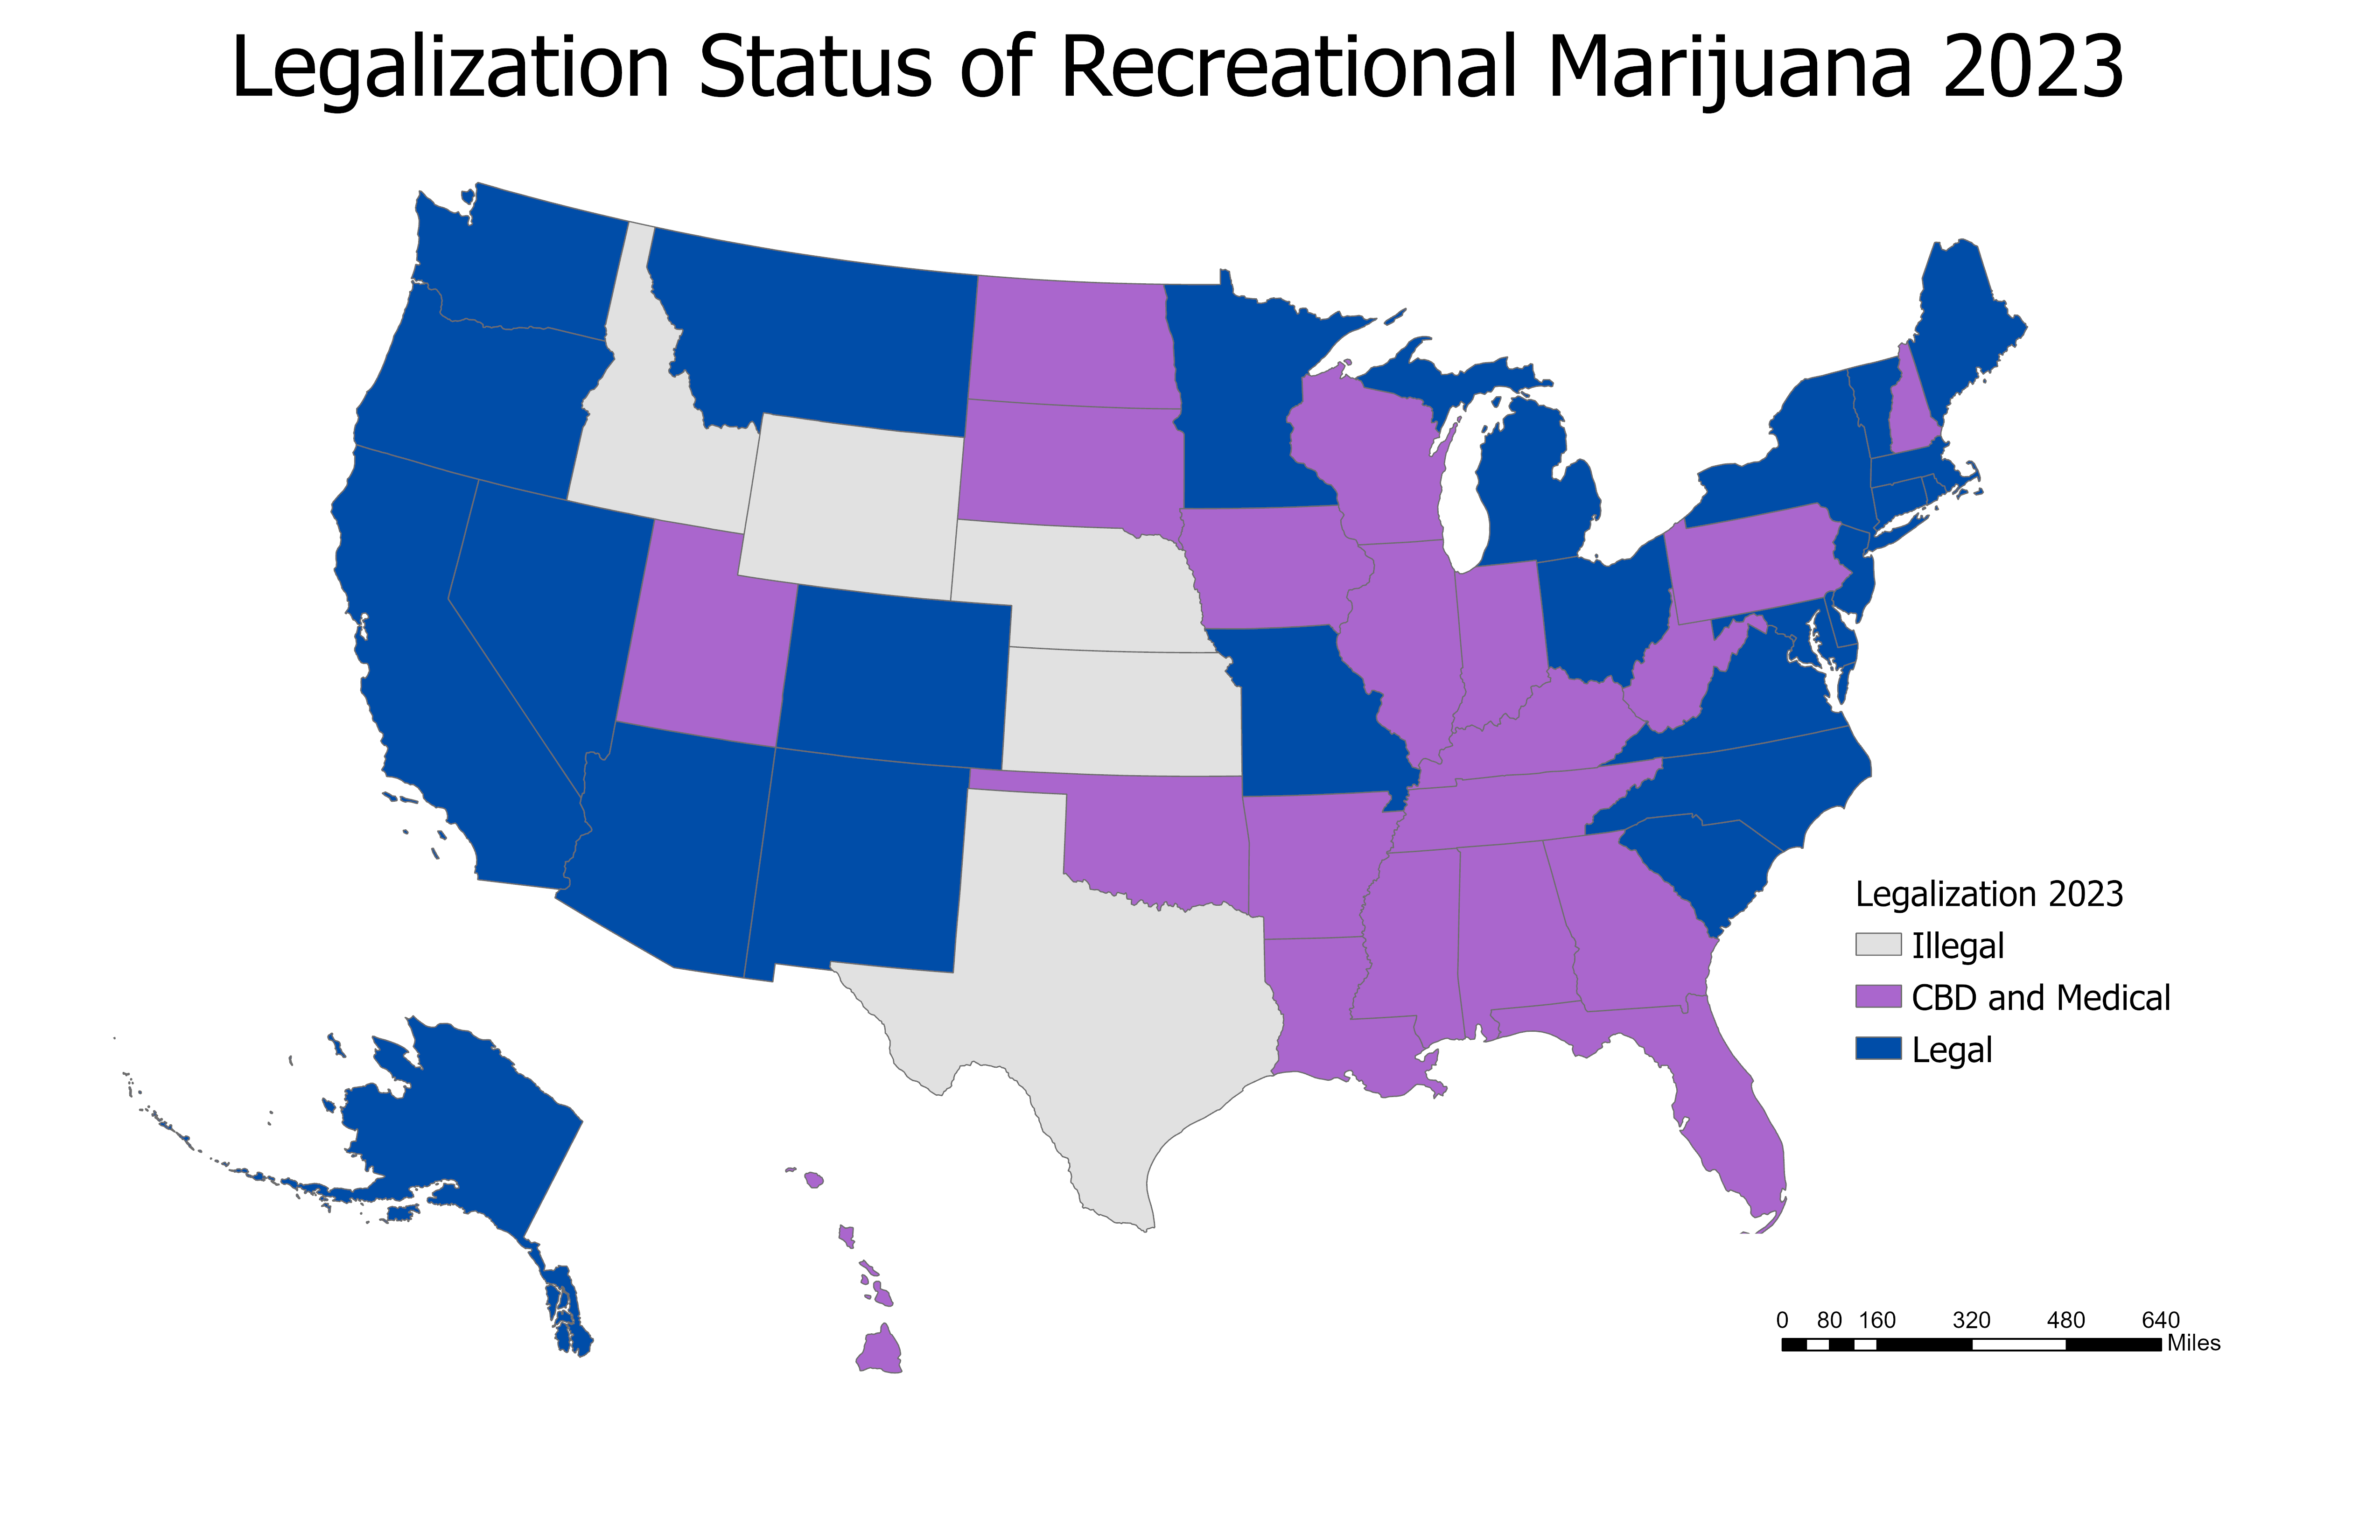 Legalization Status of Recreational Marijuana 2023
Legalization 2023
Illegal
CBD and Medical
Legal
0 80 160 320 480 640
Miles